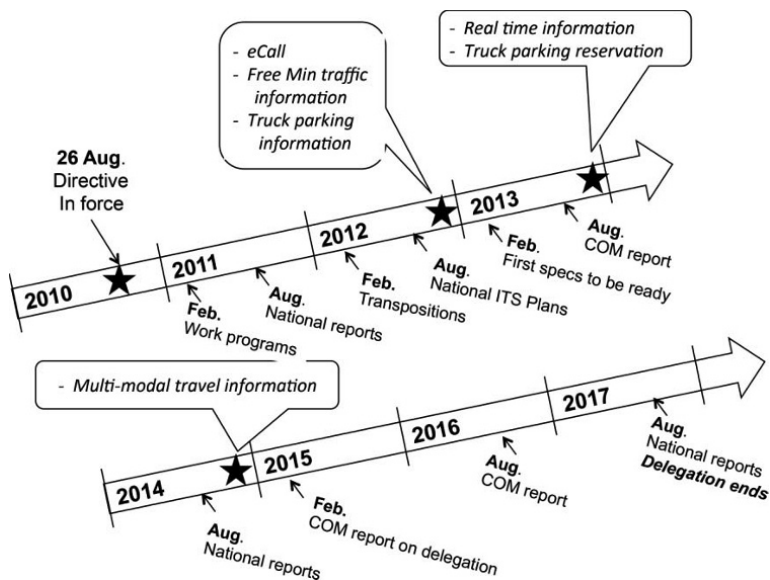 - Real time information
- Truck parking reservation
- eCall
- Free Min traffic
information
- Truck parking
information
26 Aug.
Directive
In force
2010
2011
2012
2013
Feb.
Work programs
Aug.
National reports
Feb.
Transpositions
Aug.
National ITS Plans
Feb.
First specs to be ready
Aug.
COM report
- Multi-modal travel information
2014
2015
2016
2017
Aug.
National reports
Feb.
COM report on delegation
Aug.
COM report
Aug.
National reports
Delegation ends